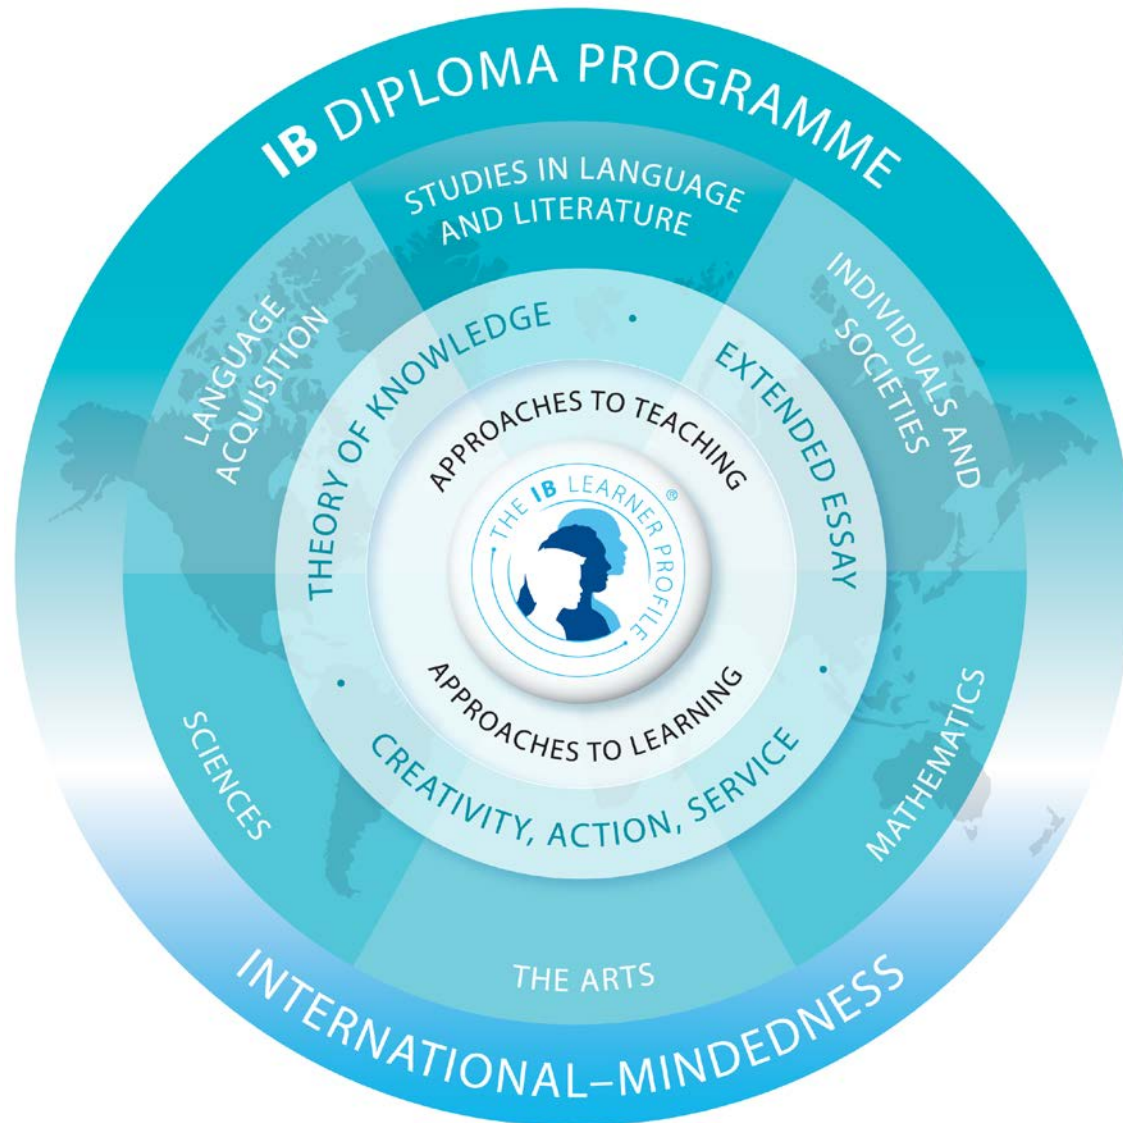 IB DIPLOMA PROGRAMME
STUDIES IN LANGUAGE
AND LITERATURE
LANGUAGE
ACQUISITION
INDIVIDUALS AND
SOCIETIES
THEORY OF KNOWLEDGE
•
EXTENDED ESSAY
•
CREATIVITY, ACTION, SERVICE
•
APPROACHES TO TEACHING
THE IB LEARNER PROFILE ®
APPROACHES TO LEARNING
SCIENCES
MATHEMATICS
THE ARTS
INTERNATIONAL–MINDEDNESS